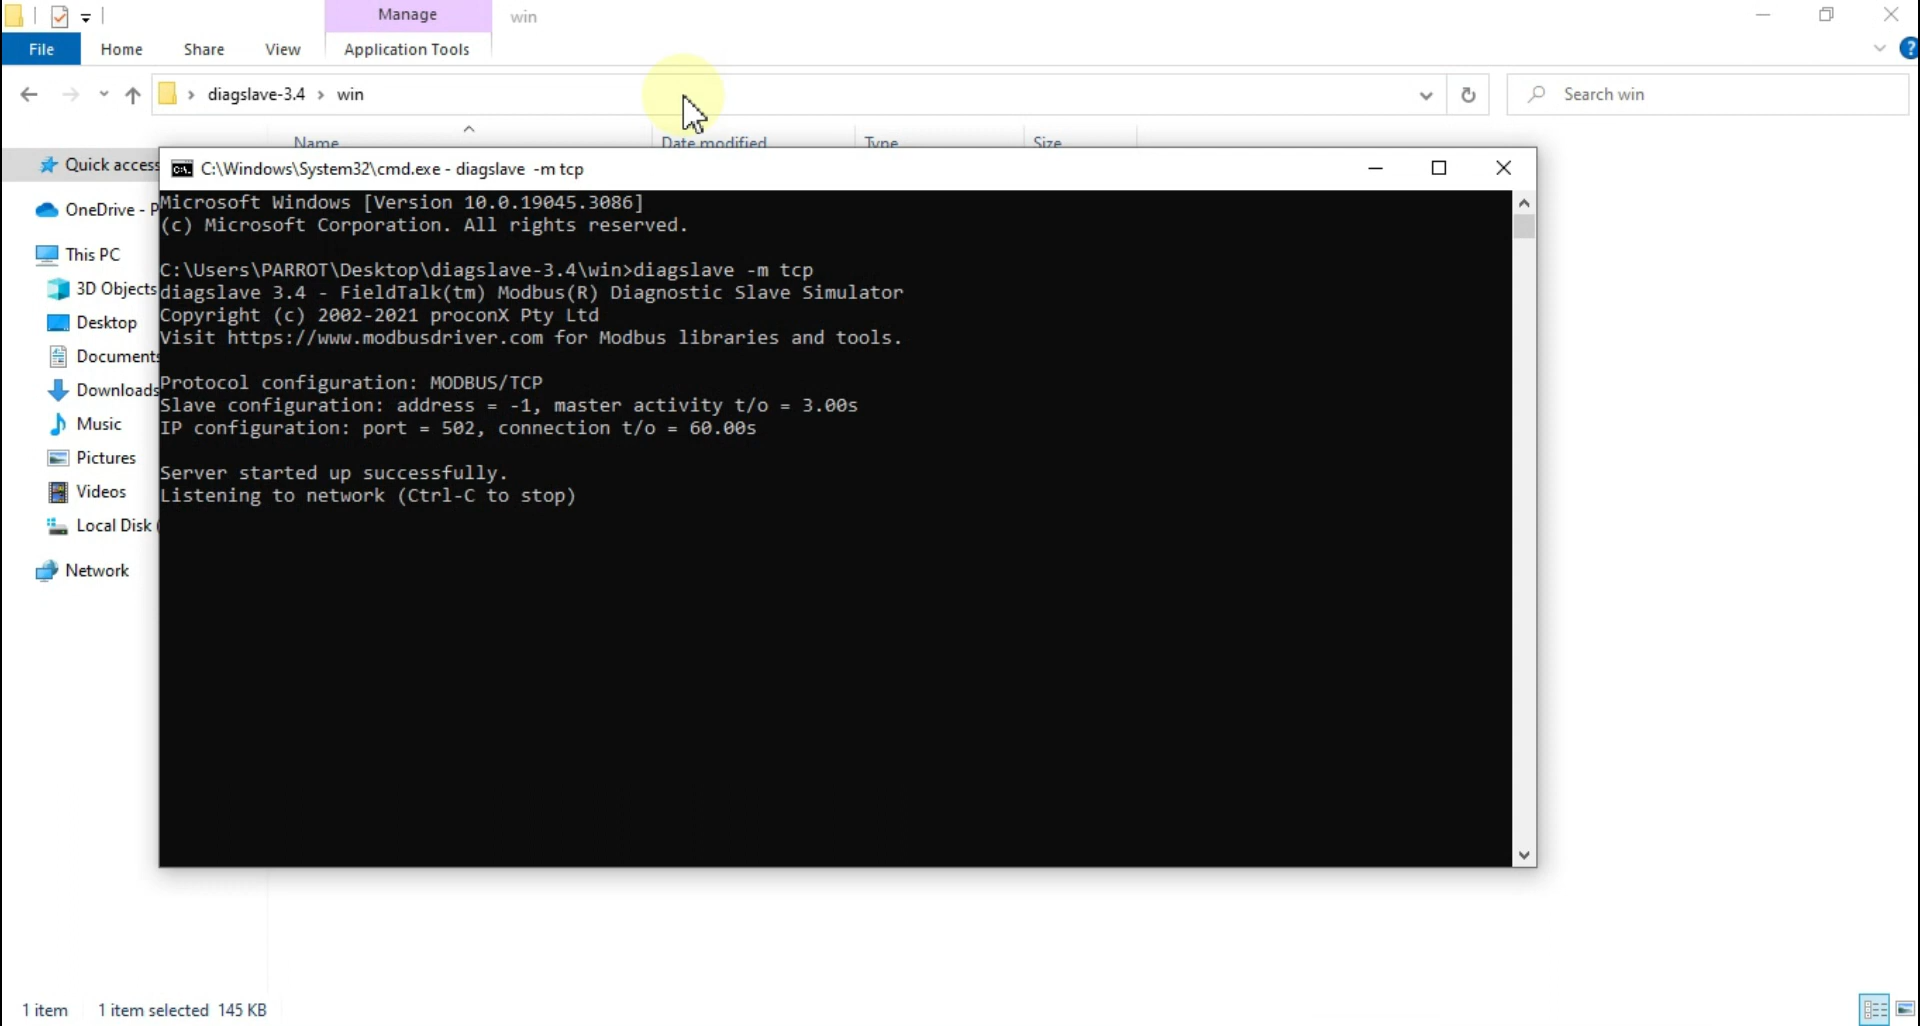 Manage
win
File
Home
Share
View
Application Tools
diagslave-3.4 › win
Search win
Name
Date modified
Type
Size
Quick access
OneDrive - P
This PC
3D Objects
Desktop
Documents
Downloads
Music
Pictures
Videos
Local Disk (
Network
C:\Windows\System32\cmd.exe - diagslave -m tcp
Microsoft Windows [Version 10.0.19045.3086]
(c) Microsoft Corporation. All rights reserved.
C:\Users\PARROT\Desktop\diagslave-3.4\win>diagslave -m tcp
diagslave 3.4 - FieldTalk(tm) Modbus(R) Diagnostic Slave Simulator
Copyright (c) 2002-2021 proconX Pty Ltd
Visit https://www.modbusdriver.com for Modbus libraries and tools.
Protocol configuration: MODBUS/TCP
Slave configuration: address = -1, master activity t/o = 3.00s
IP configuration: port = 502, connection t/o = 60.00s
Server started up successfully.
Listening to network (Ctrl-C to stop)
1 item
1 item selected 145 KB